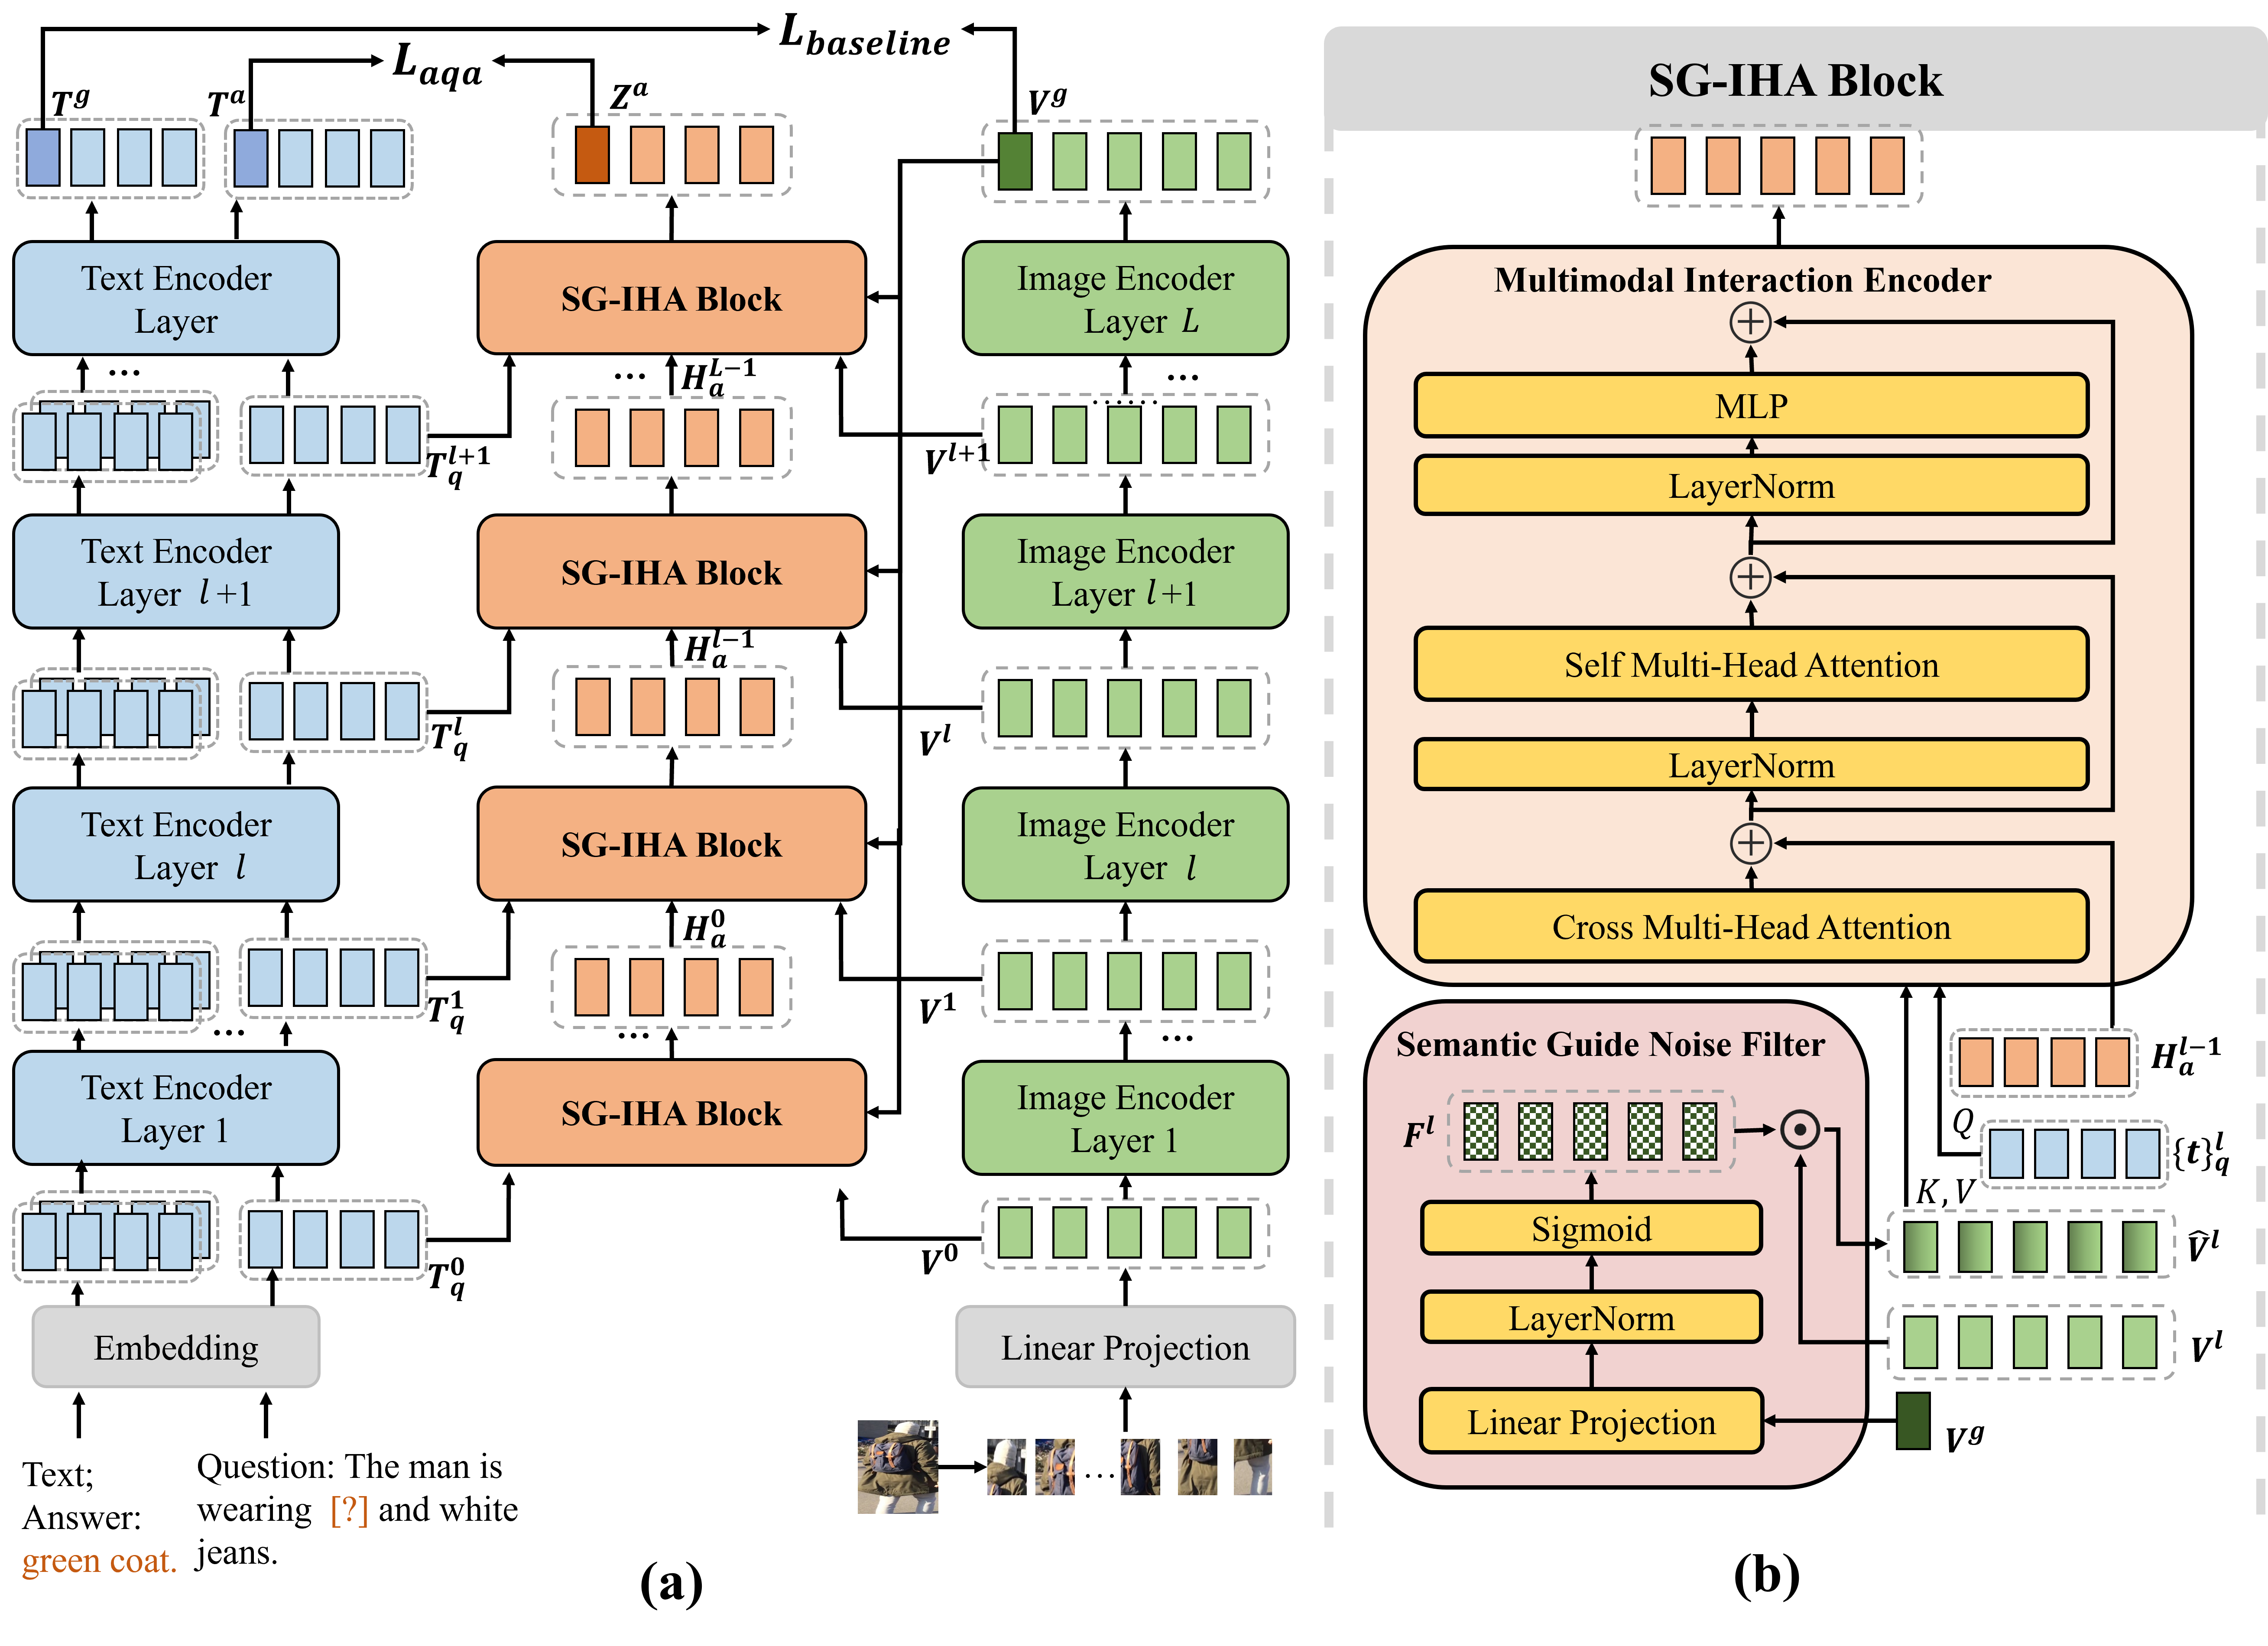 L_baseline
L_aqa
T^g
T^a
Z^a
V^g
Text Encoder
Layer
SG-IHA Block
Image Encoder
Layer L
...
...
H_a^{L-1}
...
......
T_q^{l+1}
V^{l+1}
Text Encoder
Layer l+1
SG-IHA Block
Image Encoder
Layer l+1
H_a^{l-1}
T_q^l
V^l
Text Encoder
Layer l
SG-IHA Block
Image Encoder
Layer l
H_a^0
T_q^1
V^1
...
...
...
Text Encoder
Layer 1
SG-IHA Block
Image Encoder
Layer 1
T_q^0
V^0
Embedding
Linear Projection
Text;
Answer:
green coat.
Question: The man is
wearing [?] and white
jeans.
...
(a)
SG-IHA Block
Multimodal Interaction Encoder
MLP
LayerNorm
Self Multi-Head Attention
LayerNorm
Cross Multi-Head Attention
Semantic Guide Noise Filter
H_a^{l-1}
F^l
Q
{t}_q^l
K, V
Sigmoid
V̂^l
LayerNorm
V^l
Linear Projection
V^g
(b)